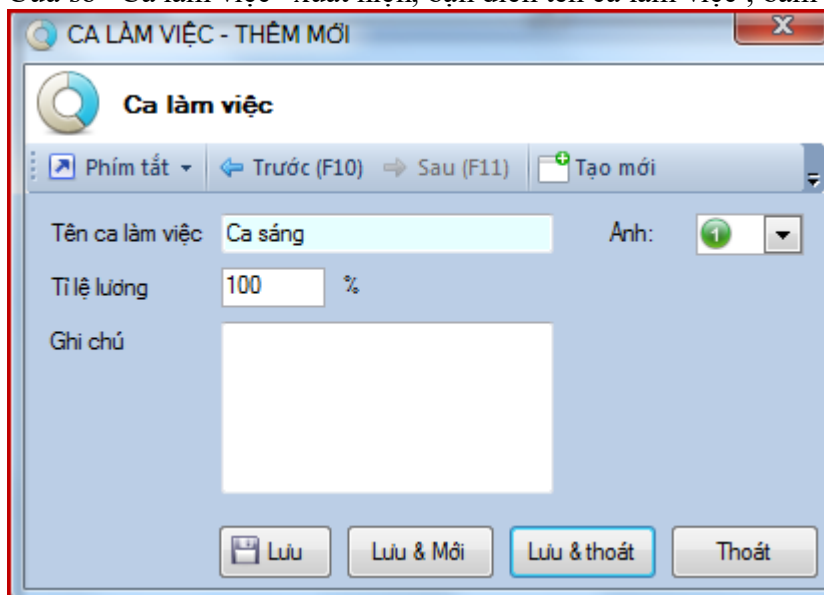 CA LÀM VIỆC - THÊM MỚI
Ca làm việc
Phím tắt Trước (F10) Sau (F11) Tạo mới
Tên ca làm việc Ca sáng Ảnh: 1
Tỉ lệ lương 100 %
Ghi chú
Lưu Lưu & Mới Lưu & thoát Thoát